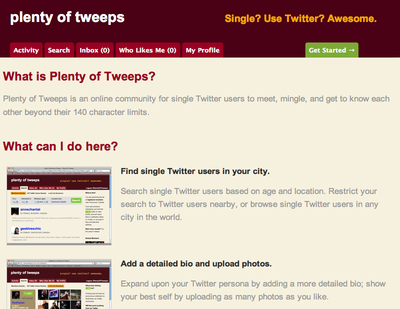 plenty of tweeps
Single? Use Twitter? Awesome.
Activity Search Inbox (0) Who Likes Me (0) My Profile Get Started →
What is Plenty of Tweeps?
Plenty of Tweeps is an online community for single Twitter users to meet, mingle, and get to know each
other beyond their 140 character limits.
What can I do here?
Find single Twitter users in your city.
Search single Twitter users based on age and location. Restrict your
search to Twitter users nearby, or browse single Twitter users in any
city in the world.
plenty of tweeps
Add a detailed bio and upload photos.
Expand upon your Twitter persona by adding a more detailed bio; show
your best self by uploading as many photos as you like.
plenty of tweeps